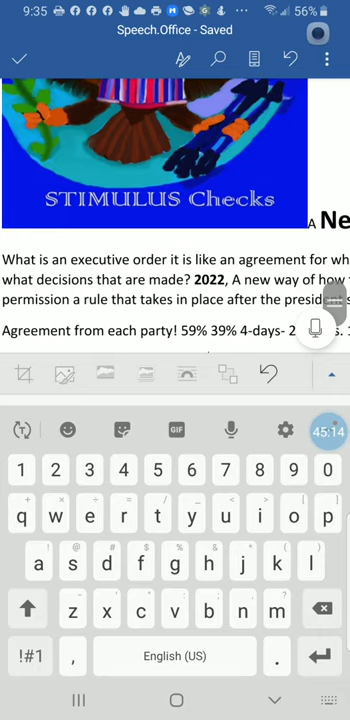 9:35
56%
Speech.Office - Saved
STIMULUS Checks
A Ne
What is an executive order it is like an agreement for wh
what decisions that are made? 2022, A new way of how
permission a rule that takes in place after the president s
Agreement from each party! 59% 39% 4-days- 2 s.
GIF
45:14
1 2 3 4 5 6 7 8 9 0
+ × ÷ = / _ < > [ ]
q w e r t y u i o p
! @ # $ % & * ( )
a s d f g h j k l
- ' " : ; , ?
z x c v b n m
!#1 , English (US) .